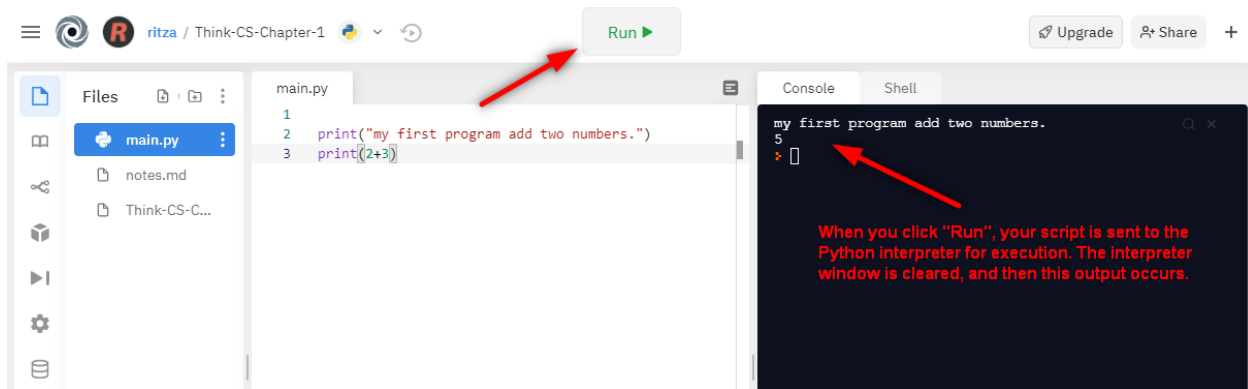 R ritza / Think-CS-Chapter-1
Run
Upgrade
Share
Files
main.py
notes.md
Think-CS-C...
main.py
1
2 print("my first program add two numbers.")
3 print(2+3)
Console Shell
my first program add two numbers.
5
When you click "Run", your script is sent to the
Python interpreter for execution. The interpreter
window is cleared, and then this output occurs.